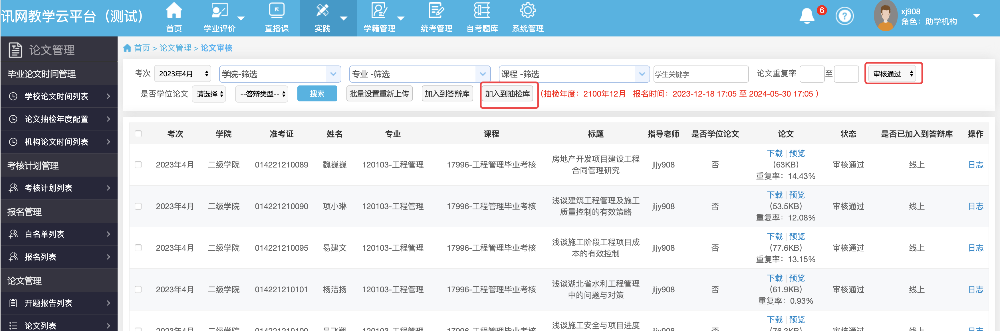 讯网教学云平台（测试）
首页
学业评价
直播课
实践
学籍管理
统考管理
自考题库
系统管理
6
?
xj908
角色：助学机构
论文管理
毕业论文时间管理
学校论文时间列表
论文抽检年度配置
机构论文时间列表
考核计划管理
考核计划列表
报名管理
白名单列表
报名列表
论文管理
开题报告列表
论文列表
首页 > 论文管理 > 论文审核
考次 2023年4月 学院-筛选 专业 -筛选 课程 -筛选 学生关键字 论文重复率 至 审核通过
是否学位论文 请选择 --答辩类型-- 搜索 批量设置重新上传 加入到答辩库 加入到抽检库 (抽检年度：2100年12月 报名时间：2023-12-18 17:05 至 2024-05-30 17:05 )
考次 学院 准考证 姓名 专业 课程 标题 指导老师 是否学位论文 论文 状态 是否已加入到答辩库 操作
2023年4月 二级学院 014221210089 魏巍巍 120103-工程管理 17996-工程管理毕业考核
房地产开发项目建设工程
合同管理研究
jljy908 否
下载 | 预览
(63KB)
重复率：14.43%
审核通过 线上 日志
2023年4月 二级学院 014221210090 项小琳 120103-工程管理 17996-工程管理毕业考核
浅谈建筑工程管理及施工
质量控制的有效策略
jljy908 否
下载 | 预览
(53.5KB)
重复率：12.08%
审核通过 线上 日志
2023年4月 二级学院 014221210095 易建文 120103-工程管理 17996-工程管理毕业考核
浅谈施工阶段工程项目成
本的有效控制
jljy908 否
下载 | 预览
(77.6KB)
重复率：13.15%
审核通过 线上 日志
2023年4月 二级学院 014221210101 杨洁扬 120103-工程管理 17996-工程管理毕业考核
浅谈湖北省水利工程管理
中的问题与对策
jljy908 否
下载 | 预览
(61.9KB)
重复率：0.93%
审核通过 线上 日志
2023年4月 二级学院 014221210109 120103-工程管理 17996-工程管理毕业考核
浅谈施工安全与项目进度
jljy908 否
下载 | 预览
(76.3KB)
审核通过 线上 日志